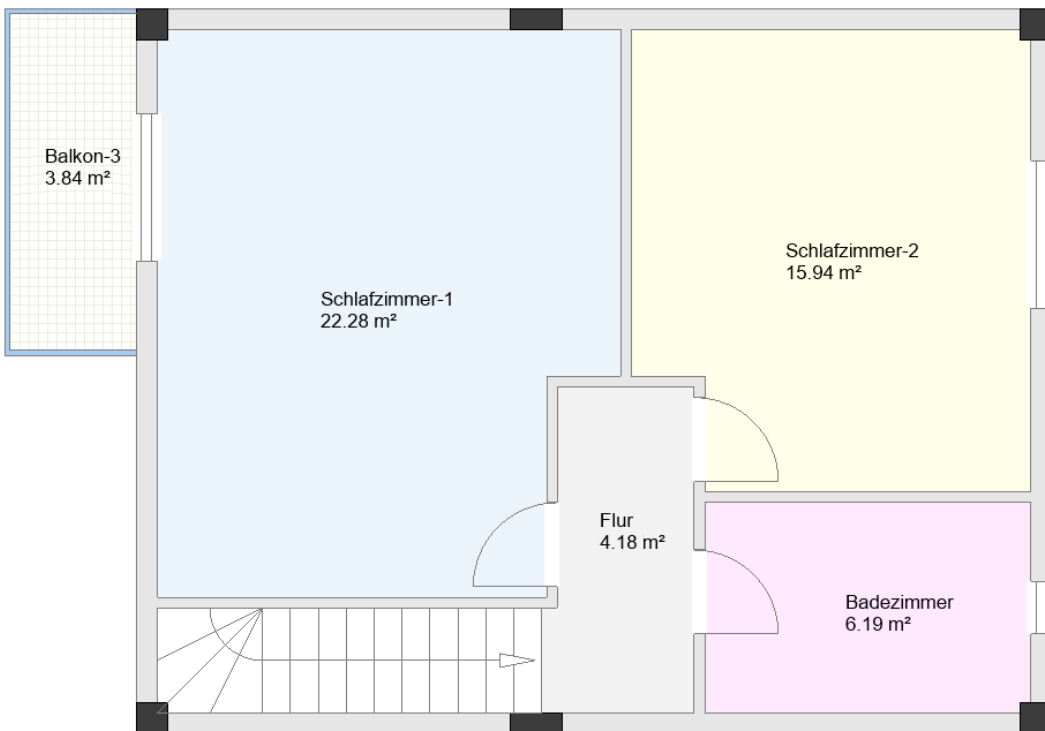 Balkon-3
3.84 m²
Schlafzimmer-2
15.94 m²
Schlafzimmer-1
22.28 m²
Flur
4.18 m²
Badezimmer
6.19 m²